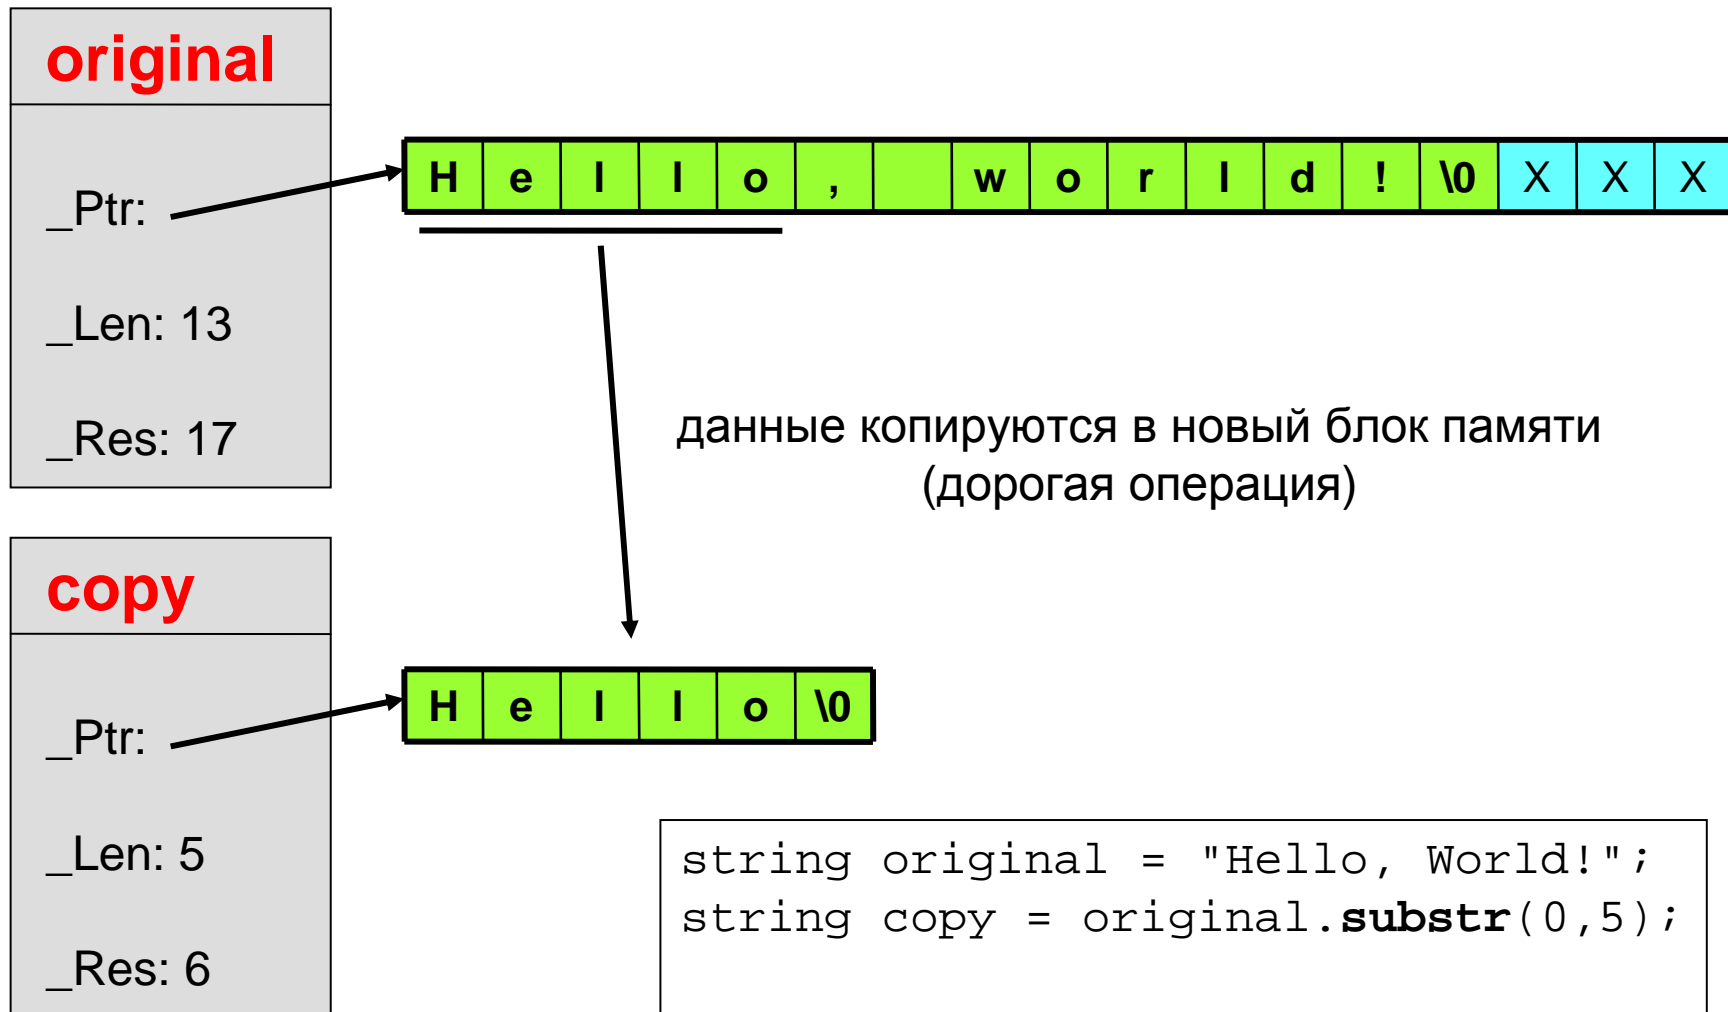 original
H e l l o , w o r l d ! \0 X X X
_Ptr:
_Len: 13
_Res: 17
данные копируются в новый блок памяти
(дорогая операция)
copy
H e l l o \0
_Ptr:
_Len: 5
_Res: 6
string original = "Hello, World!";
string copy = original.substr(0,5);